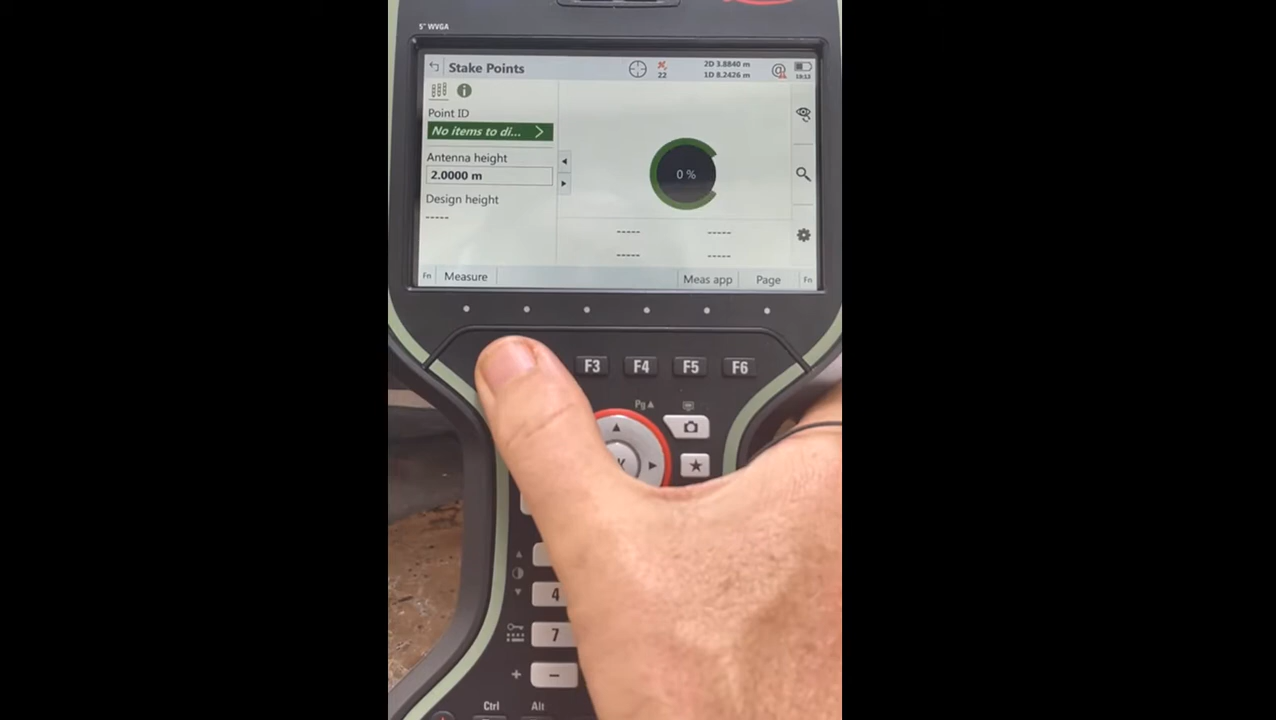 5" WVGA
Stake Points
22
2D 3.8840 m
1D 8.2426 m
@
i
Point ID
No items to di...
Antenna height
2.0000 m
0 %
Design height
-----
----- -----
----- -----
Fn Measure Meas app Page Fn
F3 F4 F5 F6
Pg
4
7
+ -
Ctrl Alt